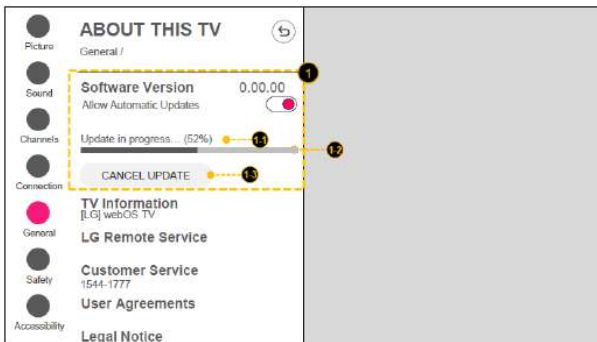 ABOUT THIS TV
Picture
General /
Sound
Software Version 0.00.00
Allow Automatic Updates
1
Channels
Update in progress... (52%) 1-1
1-2
CANCEL UPDATE 1-3
Connection
TV Information
[LG] webOS TV
General
LG Remote Service
Customer Service
Safety
1544-1777
User Agreements
Accessibility
Legal Notice